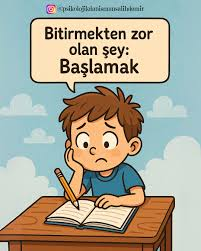 Bitirmekten zor
olan şey:
Başlamak